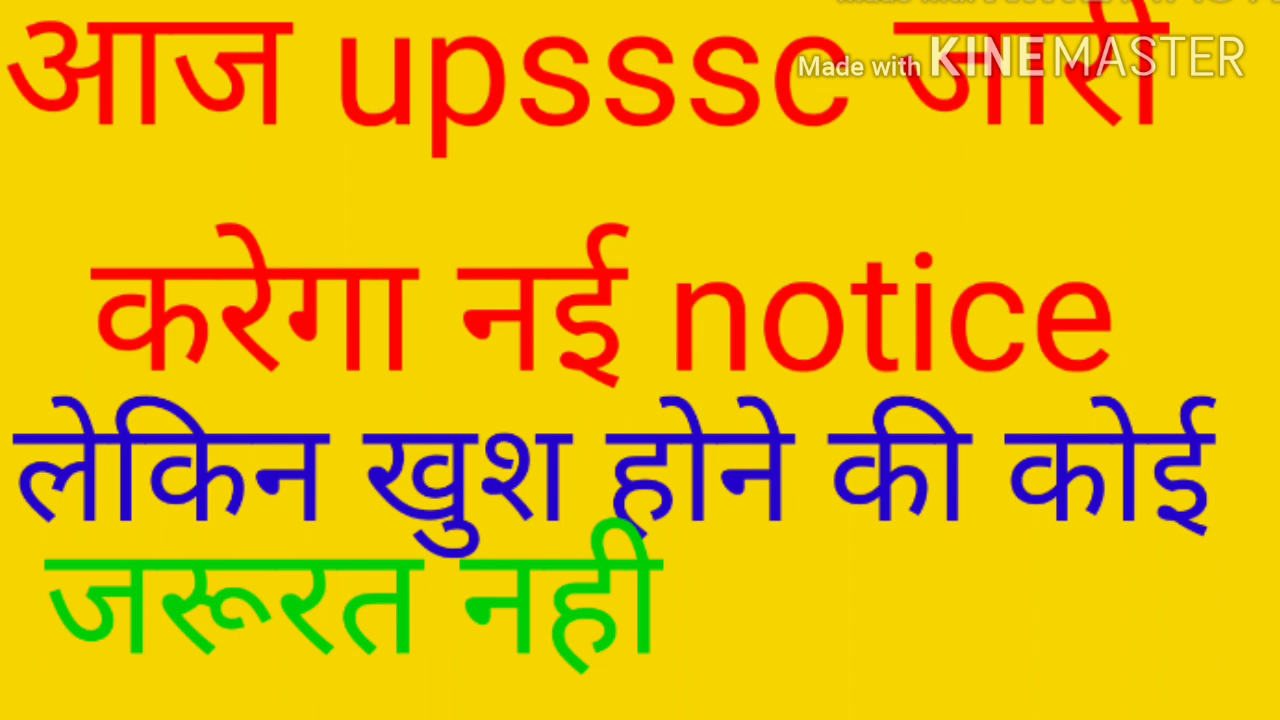 आज upsssc जारी
Made with KINEMASTER
करेगा नई notice
लेकिन खुश होने की कोई
जरूरत नही